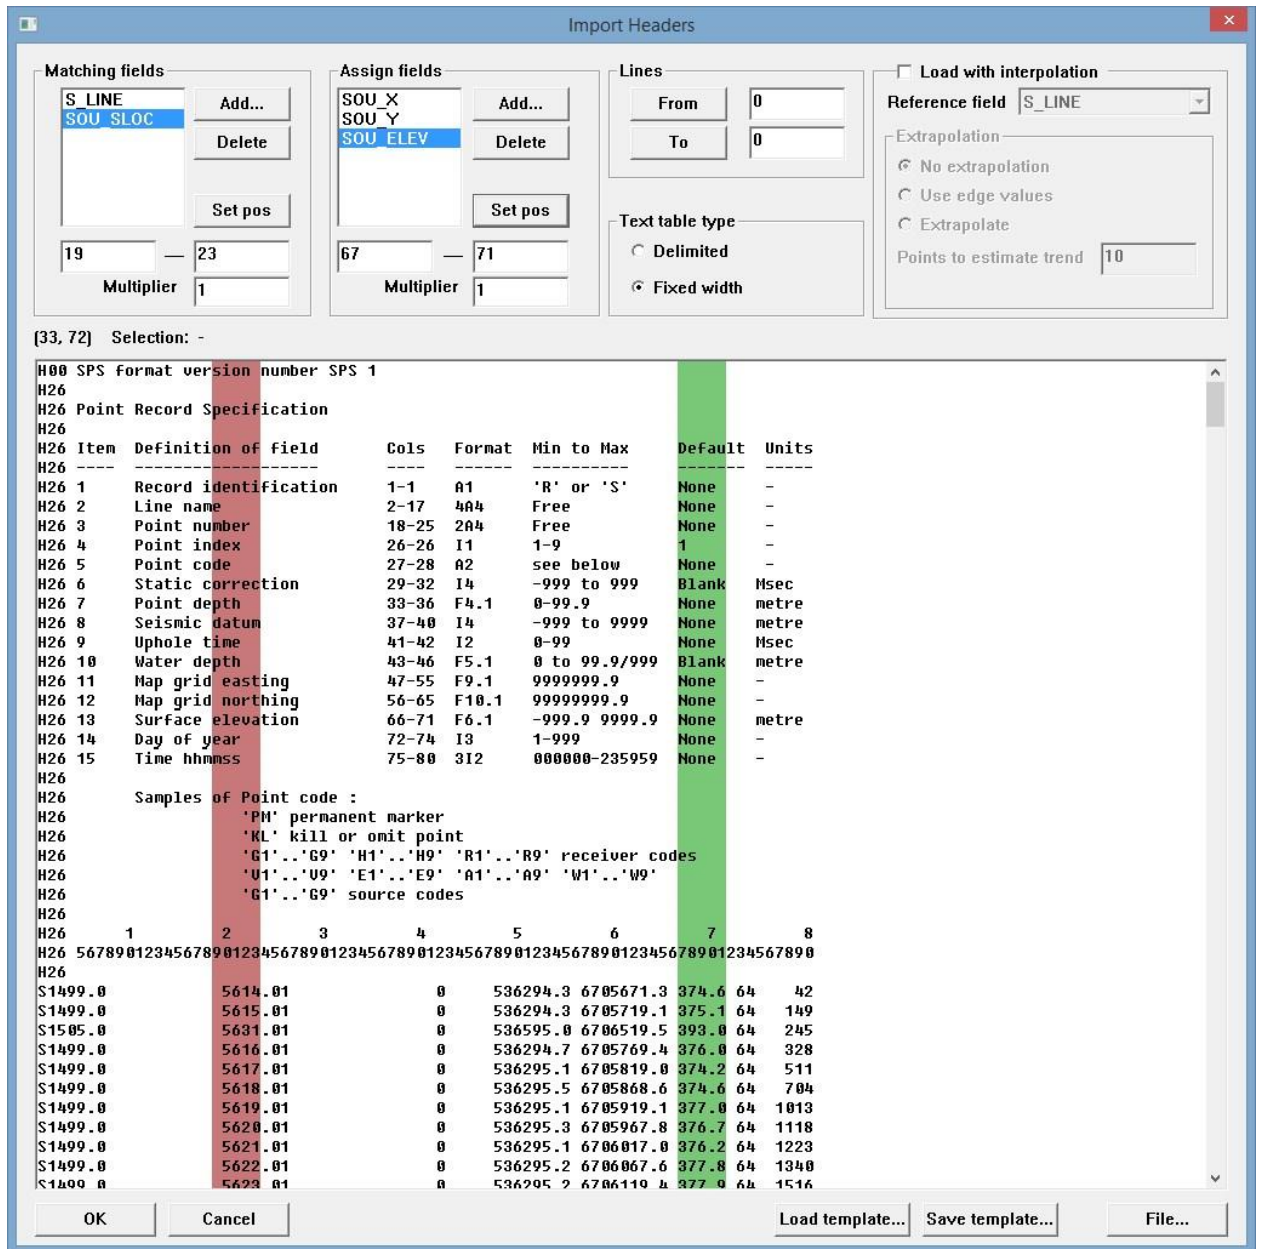 Import Headers
Matching fields
S_LINE
SOU_SLOC
Add...
Delete
Set pos
19 — 23
Multiplier 1
Assign fields
SOU_X
SOU_Y
SOU_ELEV
Add...
Delete
Set pos
67 — 71
Multiplier 1
Lines
From 0
To 0
Text table type
Delimited
Fixed width
Load with interpolation
Reference field S_LINE
Extrapolation
No extrapolation
Use edge values
Extrapolate
Points to estimate trend 10
(33, 72) Selection: -
H00 SPS format version number SPS 1
H26
H26 Point Record Specification
H26
H26 Item  Definition of field       Cols  Format  Min to Max     Default  Units
H26 ----  -------------------       ----  ------  ----------     -------  -----
H26 1     Record identification     1-1   A1      'R' or 'S'     None     -
H26 2     Line name                 2-17  4A4     Free           None     -
H26 3     Point number              18-25 2A4     Free           None     -
H26 4     Point index               26-26 I1      1-9            1        -
H26 5     Point code                27-28 A2      see below      None     -
H26 6     Static correction         29-32 I4      -999 to 999    Blank   Msec
H26 7     Point depth               33-36 F4.1    0-99.9         None    metre
H26 8     Seismic datum             37-40 I4      -999 to 9999   None    metre
H26 9     Uphole time               41-42 I2      0-99           None    Msec
H26 10    Water depth               43-46 F5.1    0 to 99.9/999  Blank   metre
H26 11    Map grid easting          47-55 F9.1    9999999.9      None    -
H26 12    Map grid northing         56-65 F10.1   99999999.9     None    -
H26 13    Surface elevation         66-71 F6.1    -999.9 9999.9  None    metre
H26 14    Day of year               72-74 I3      1-999          None    -
H26 15    Time hhmmss               75-80 3I2     000000-235959  None    -
H26
H26       Samples of Point code :
H26                  'PM' permanent marker
H26                  'KL' kill or omit point
H26                  'G1'..'G9' 'H1'..'H9' 'R1'..'R9' receiver codes
H26                  'V1'..'V9' 'E1'..'E9' 'A1'..'A9' 'W1'..'W9'
H26                  'G1'..'G9' source codes
H26
H26      1         2         3         4         5         6         7         8
H26 5678901234567890123456789012345678901234567890123456789012345678901234567890
H26
S1499.0            5614.01               0     536294.3 6705671.3 374.6 64    42
S1499.0            5615.01               0     536294.3 6705719.1 375.1 64   149
S1505.0            5631.01               0     536595.0 6706519.5 393.0 64   245
S1499.0            5616.01               0     536294.7 6705769.4 376.0 64   328
S1499.0            5617.01               0     536295.1 6705819.0 374.2 64   511
S1499.0            5618.01               0     536295.5 6705868.6 374.6 64   704
S1499.0            5619.01               0     536295.1 6705919.1 377.0 64  1013
S1499.0            5620.01               0     536295.3 6705967.8 376.7 64  1118
S1499.0            5621.01               0     536295.1 6706017.0 376.2 64  1223
S1499.0            5622.01               0     536295.2 6706067.6 377.8 64  1340
S1499.0            5623.01               0     536295.2 6706119.4 377.9 64  1516
OK
Cancel
Load template...
Save template...
File...